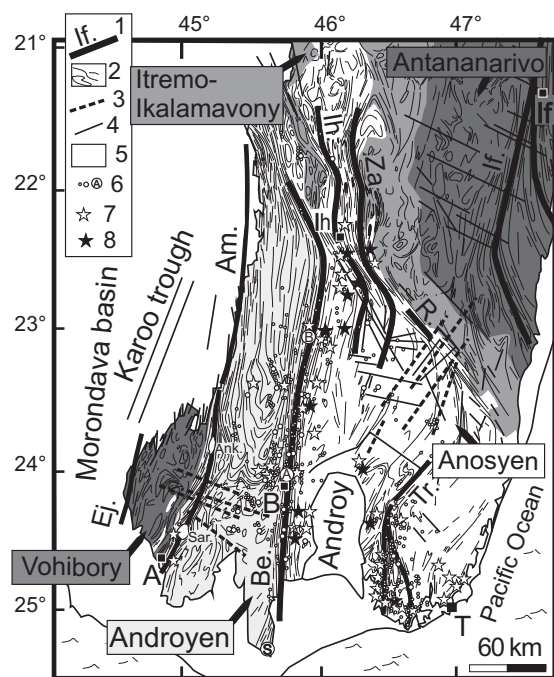 45° 46° 47°
21°
22°
23°
24°
25°
If. 1
2
3
4
5
A 6
7
8
Itremo-
Ikalamavony
Antananarivo
If
If.
Ih.
Za.
Ih
Am.
R.
Morondava basin
Karoo trough
B
Ank.
A
Anosyen
Ej.
B
Androy
Tr.
Sar.
Vohibory
A
Be.
Androyen
S
T
Pacific Ocean
60 km